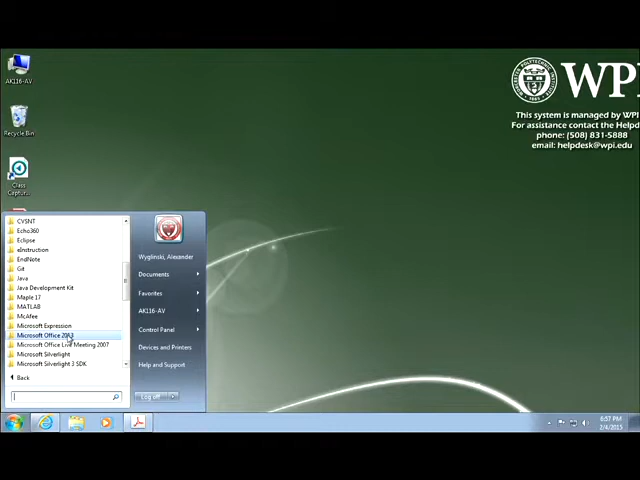 AK116-AV
Recycle Bin
Class
Captur...
WPI
This system is managed by WPI
For assistance contact the Helpdesk
phone: (508) 831-5888
email: helpdesk@wpi.edu
CVSNT
Echo360
Eclipse
eInstruction
EndNote
Git
Java
Java Development Kit
Maple 17
MATLAB
McAfee
Microsoft Expression
Microsoft Office 2013
Microsoft Office Live Meeting 2007
Microsoft Silverlight
Microsoft Silverlight 3 SDK
Back
Wyglinski, Alexander
Documents
Favorites
AK116-AV
Control Panel
Devices and Printers
Help and Support
Log off
6:57 PM
2/4/2015